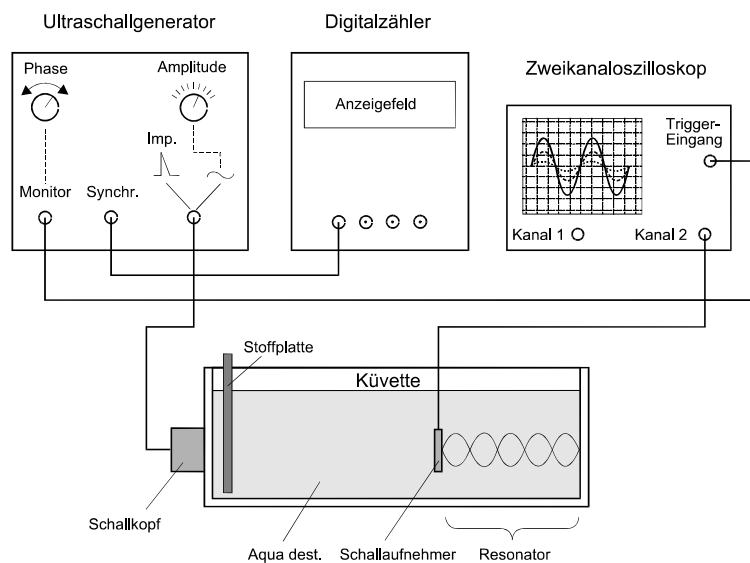 Ultraschallgenerator
Digitalzähler
Zweikanaloszilloskop
Phase
Amplitude
Imp.
Monitor
Synchr.
Anzeigefeld
Trigger-
Eingang
Kanal 1
Kanal 2
Stoffplatte
Küvette
Schallkopf
Aqua dest.
Schallaufnehmer
Resonator